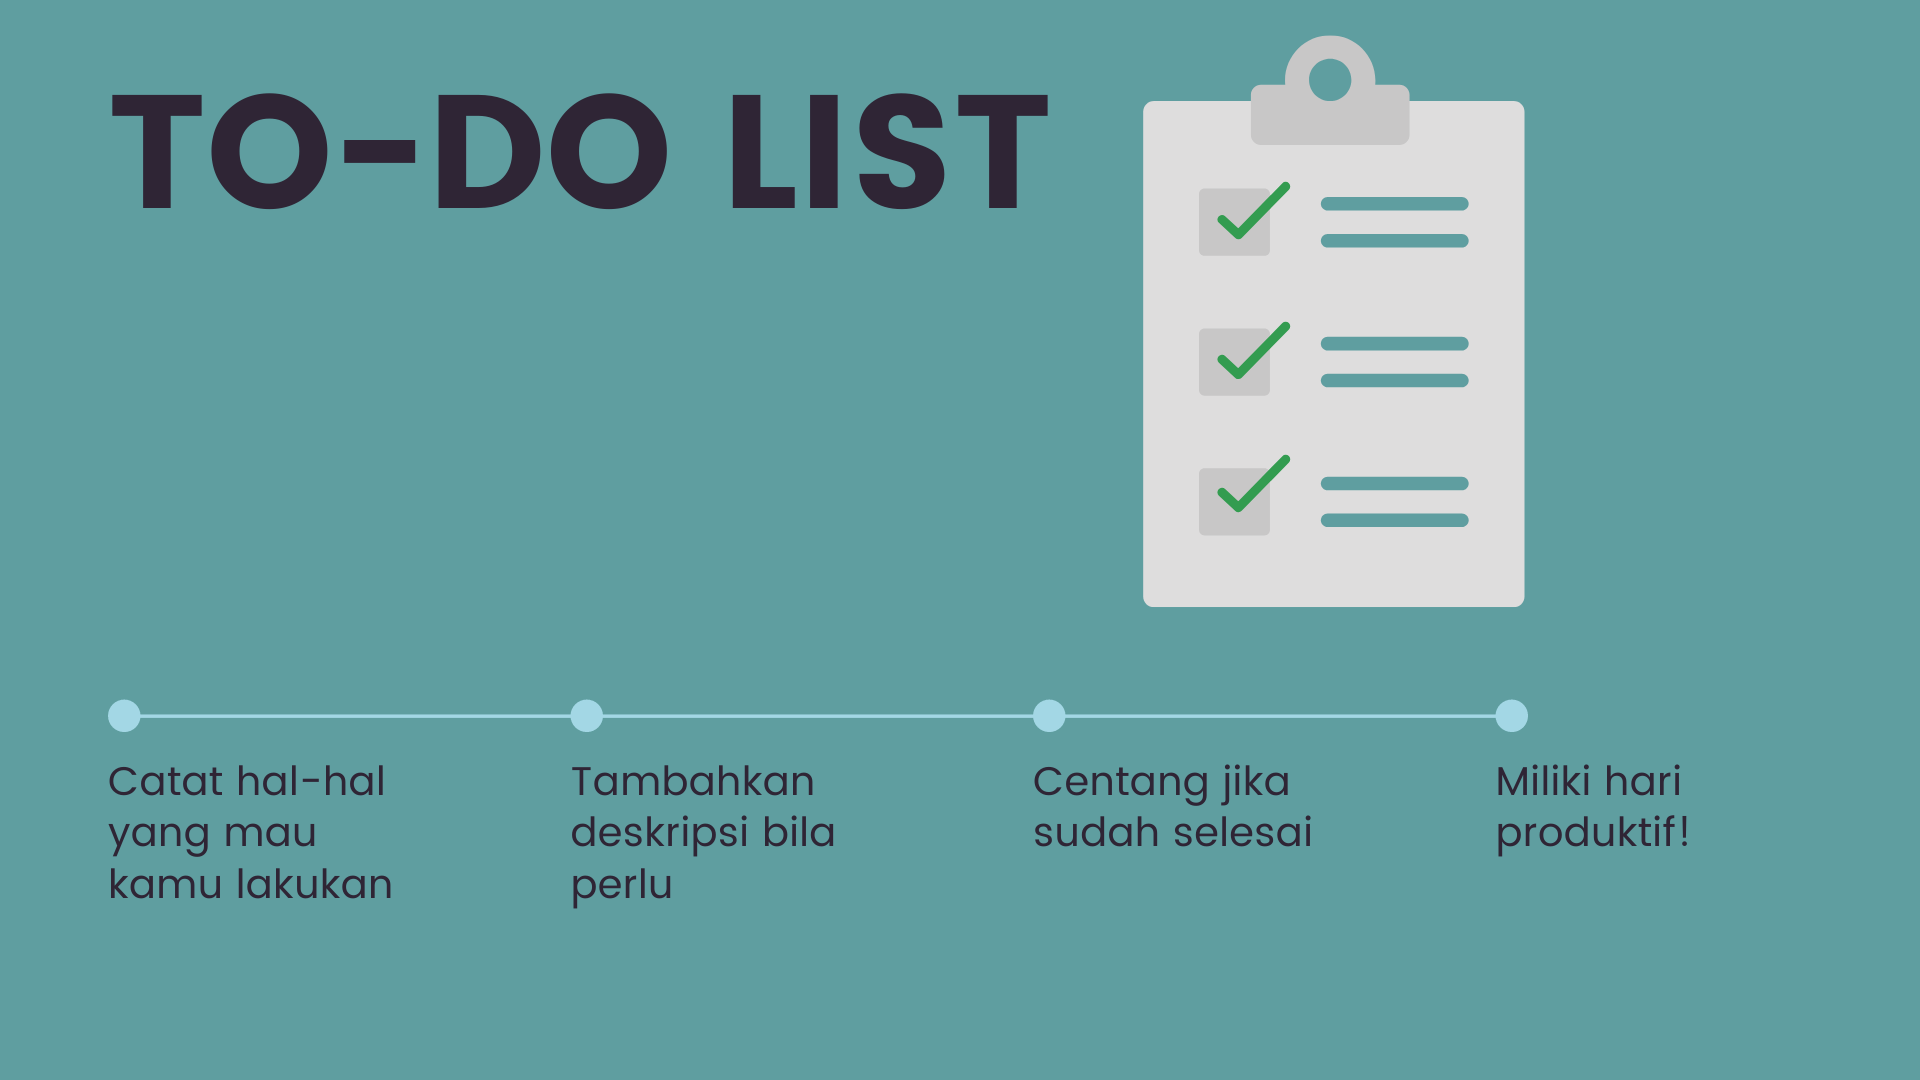 TO-DO LIST
Catat hal-hal
yang mau
kamu lakukan
Tambahkan
deskripsi bila
perlu
Centang jika
sudah selesai
Miliki hari
produktif!